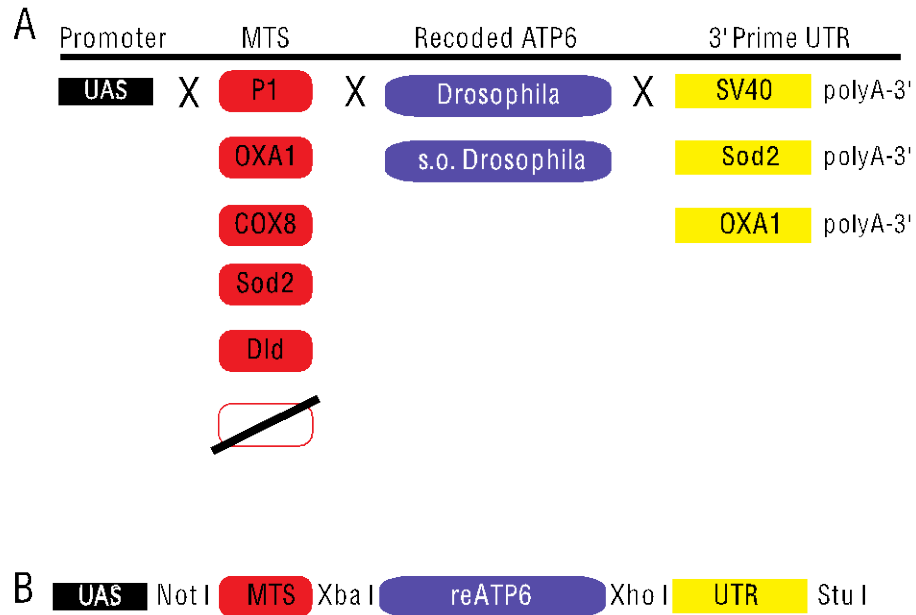 A
Promoter MTS Recoded ATP6 3' Prime UTR
UAS X P1 X Drosophila X SV40 polyA-3'
OXA1 s.o. Drosophila Sod2 polyA-3'
COX8 OXA1 polyA-3'
Sod2
Dld
B UAS Not I MTS Xba I reATP6 Xho I UTR Stu I